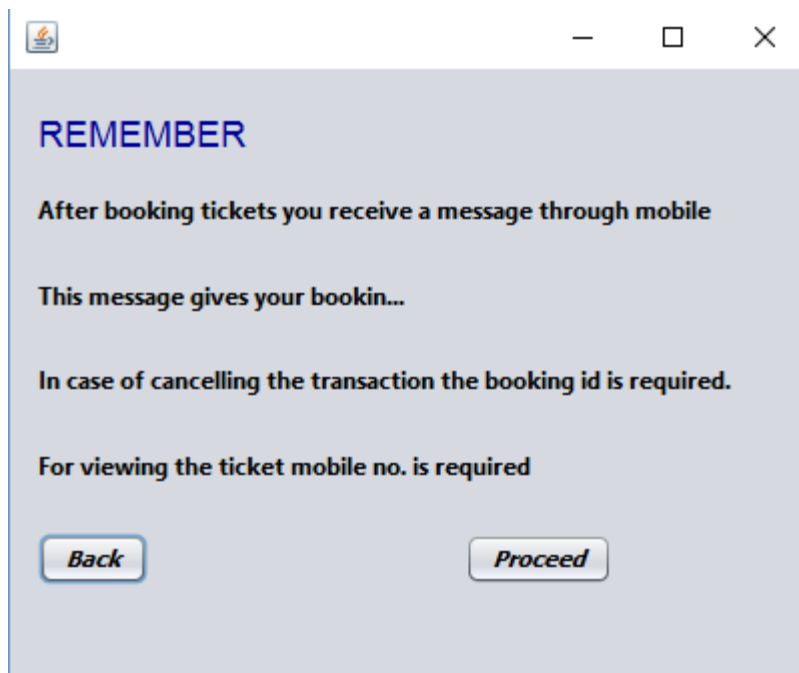 REMEMBER
After booking tickets you receive a message through mobile
This message gives your bookin...
In case of cancelling the transaction the booking id is required.
For viewing the ticket mobile no. is required
Back Proceed